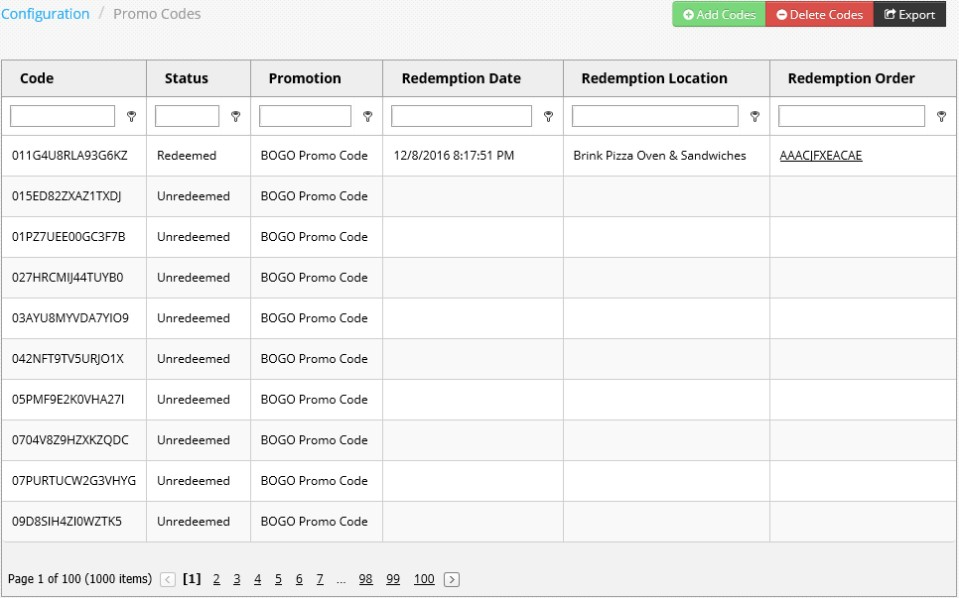 Configuration / Promo Codes Add Codes Delete Codes Export
Code Status Promotion Redemption Date Redemption Location Redemption Order
011G4U8RLA93G6KZ Redeemed BOGO Promo Code 12/8/2016 8:17:51 PM Brink Pizza Oven & Sandwiches AAACJFXEACAE
015ED82ZXAZ1TXDJ Unredeemed BOGO Promo Code
01PZ7UEE00GC3F7B Unredeemed BOGO Promo Code
027HRCMIJ44TUYB0 Unredeemed BOGO Promo Code
03AYU8MYVDA7YIO9 Unredeemed BOGO Promo Code
042NFT9TV5URJO1X Unredeemed BOGO Promo Code
05PMF9E2K0VHA27I Unredeemed BOGO Promo Code
0704V8Z9HZXKZQDC Unredeemed BOGO Promo Code
07PURTUCW2G3VHYG Unredeemed BOGO Promo Code
09D8SIH4ZI0WZTK5 Unredeemed BOGO Promo Code
Page 1 of 100 (1000 items) < [1] 2 3 4 5 6 7 ... 98 99 100 >